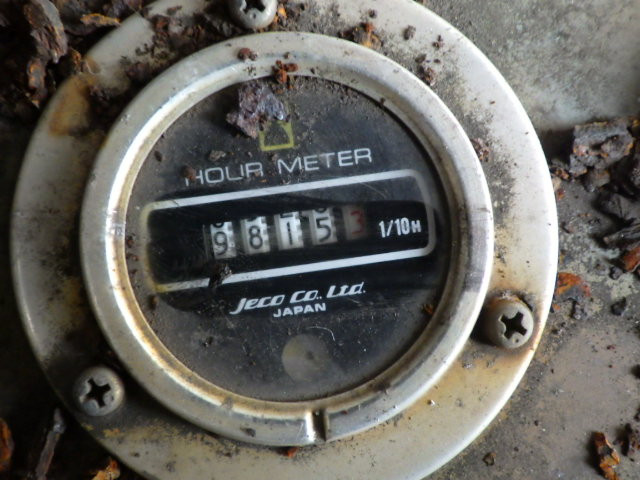 HOUR METER
98153 1/10H
Jeco Co., Ltd.
JAPAN